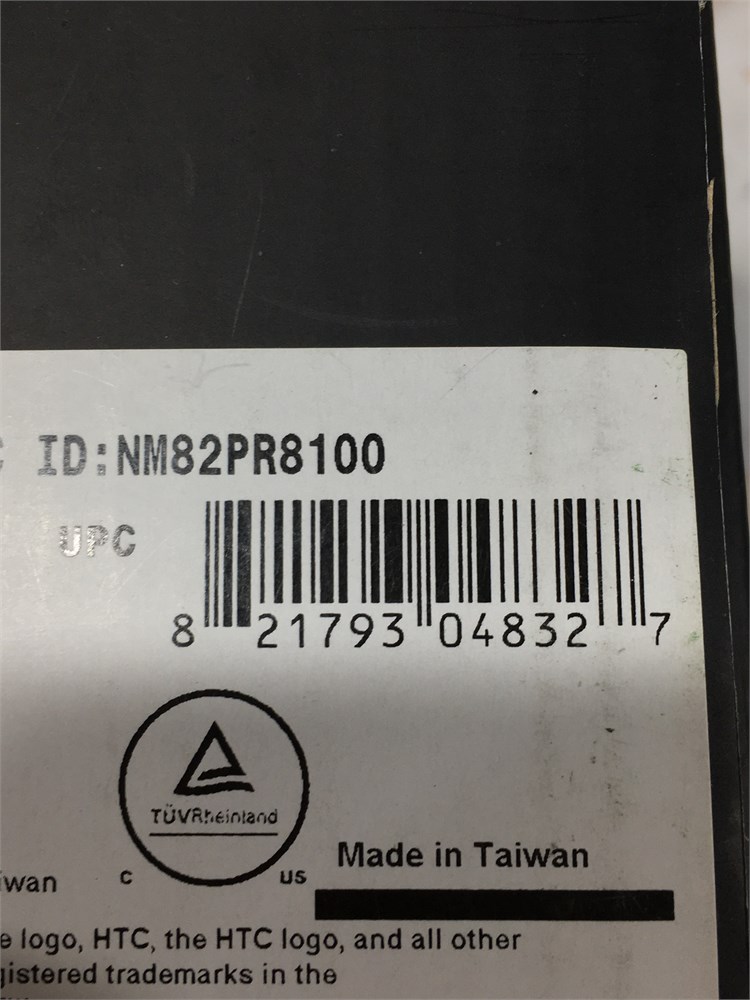 C ID:NM82PR8100
UPC
8 21793 04832 7
TÜVRheinland
C US
Made in Taiwan
iwan
e logo, HTC, the HTC logo, and all other
gistered trademarks in the